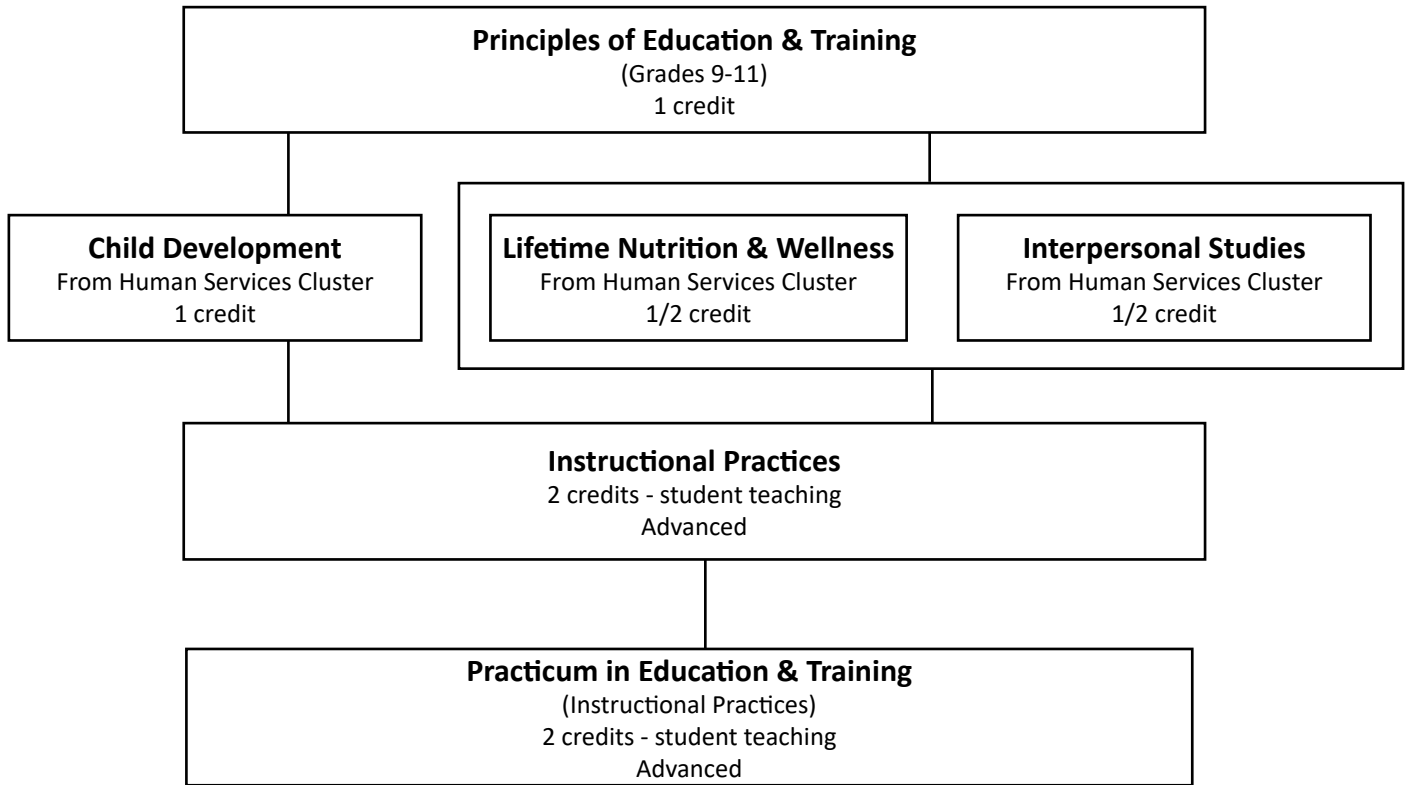 Principles of Education & Training
(Grades 9-11)
1 credit
Child Development
From Human Services Cluster
1 credit
Lifetime Nutrition & Wellness
From Human Services Cluster
1/2 credit
Interpersonal Studies
From Human Services Cluster
1/2 credit
Instructional Practices
2 credits - student teaching
Advanced
Practicum in Education & Training
(Instructional Practices)
2 credits - student teaching
Advanced